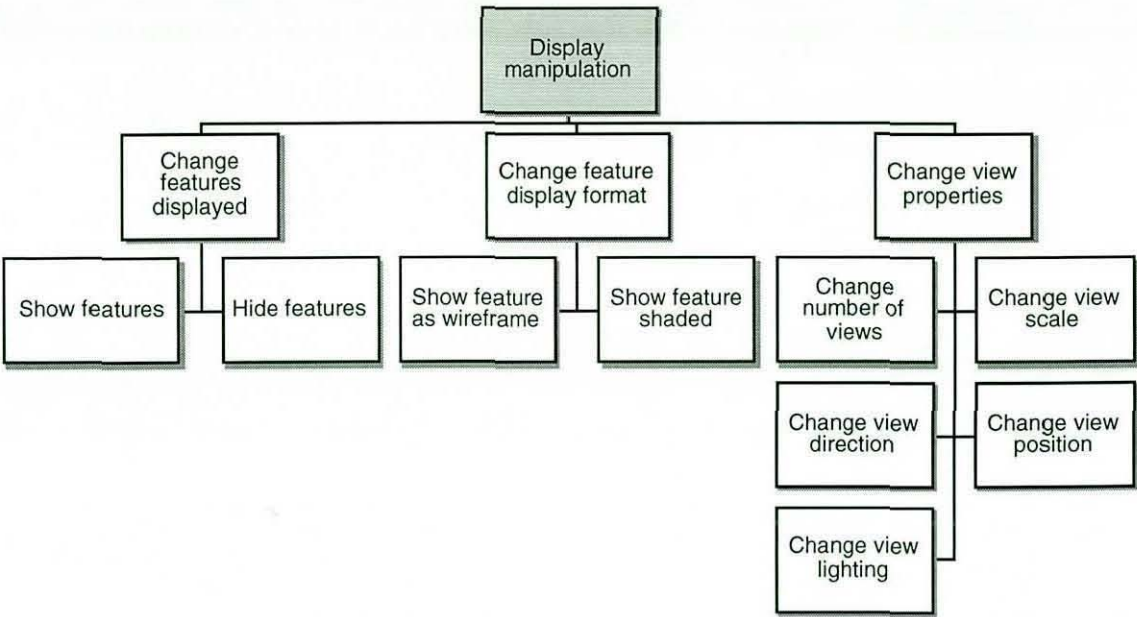 Display
manipulation
Change
features
displayed
Change feature
display format
Change view
properties
Show features
Hide features
Show feature
as wireframe
Show feature
shaded
Change
number of
views
Change view
scale
Change view
direction
Change view
position
Change view
lighting